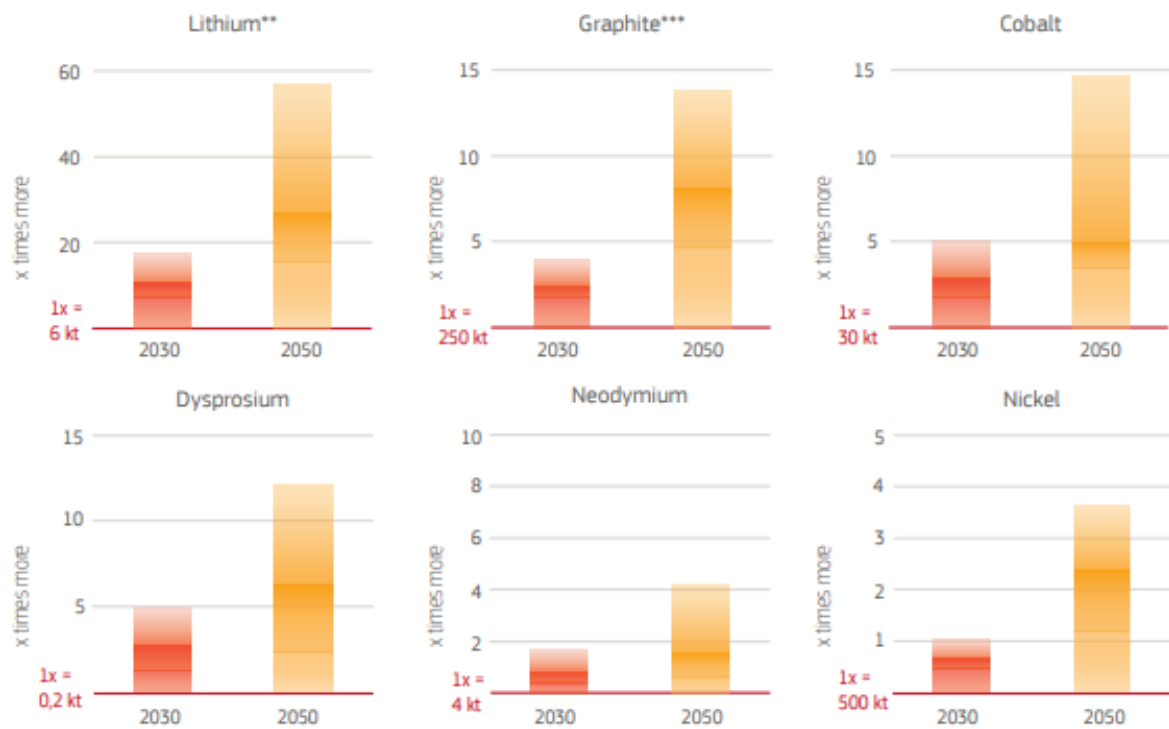 Lithium**
60
40
20
x times more
1x =
6 kt
2030
2050
Graphite***
15
10
5
x times more
1x =
250 kt
2030
2050
Cobalt
15
10
5
x times more
1x =
30 kt
2030
2050
Dysprosium
15
10
5
x times more
1x =
0,2 kt
2030
2050
Neodymium
10
8
6
4
2
x times more
1x =
4 kt
2030
2050
Nickel
5
4
3
2
1
x times more
1x =
500 kt
2030
2050